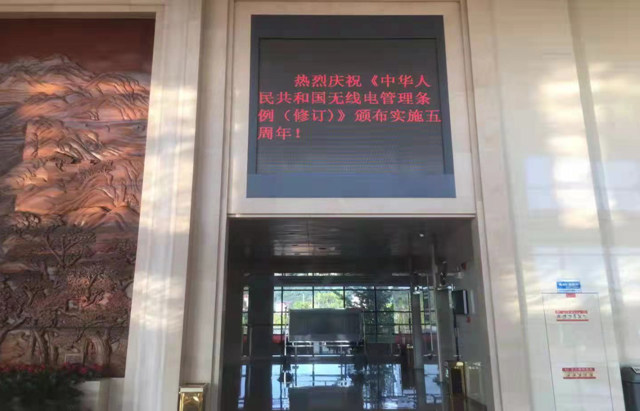 热烈庆祝《中华人
民共和国无线电管理条
例（修订）》颁布实施五
周年！